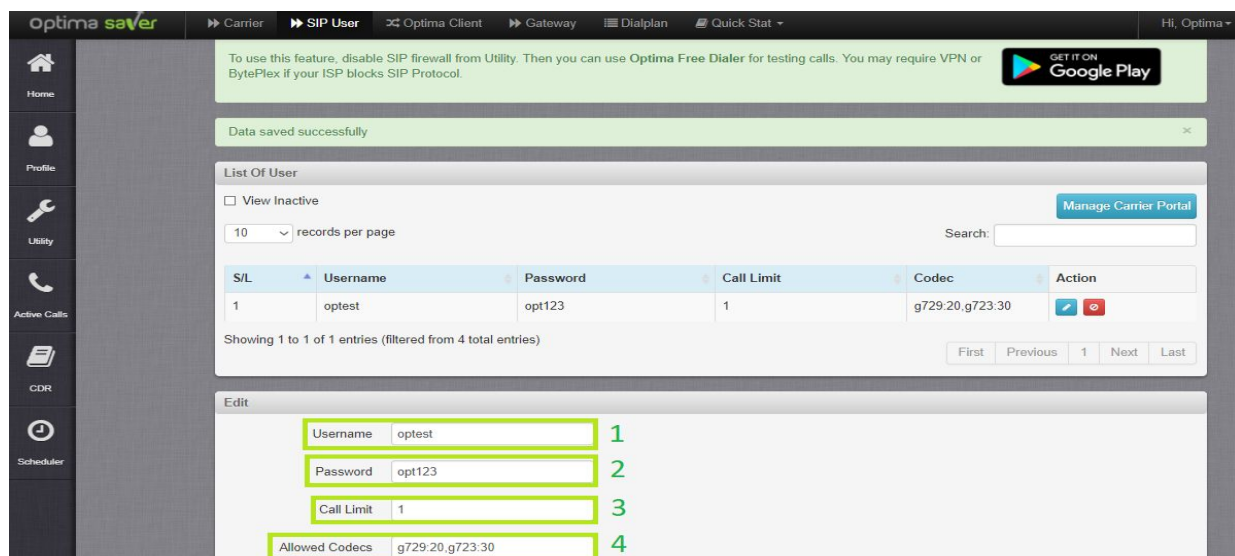 optima saver
Carrier
SIP User
Optima Client
Gateway
Dialplan
Quick Stat
Hi, Optima
Home
Profile
Utility
Active Calls
CDR
Scheduler
To use this feature, disable SIP firewall from Utility. Then you can use Optima Free Dialer for testing calls. You may require VPN or
BytePlex if your ISP blocks SIP Protocol.
GET IT ON
Google Play
Data saved successfully
×
List Of User
View Inactive
Manage Carrier Portal
10 records per page
Search:
S/L Username Password Call Limit Codec Action
1 optest opt123 1 g729:20,g723:30
Showing 1 to 1 of 1 entries (filtered from 4 total entries)
First Previous 1 Next Last
Edit
Username optest 1
Password opt123 2
Call Limit 1 3
Allowed Codecs g729:20,g723:30 4